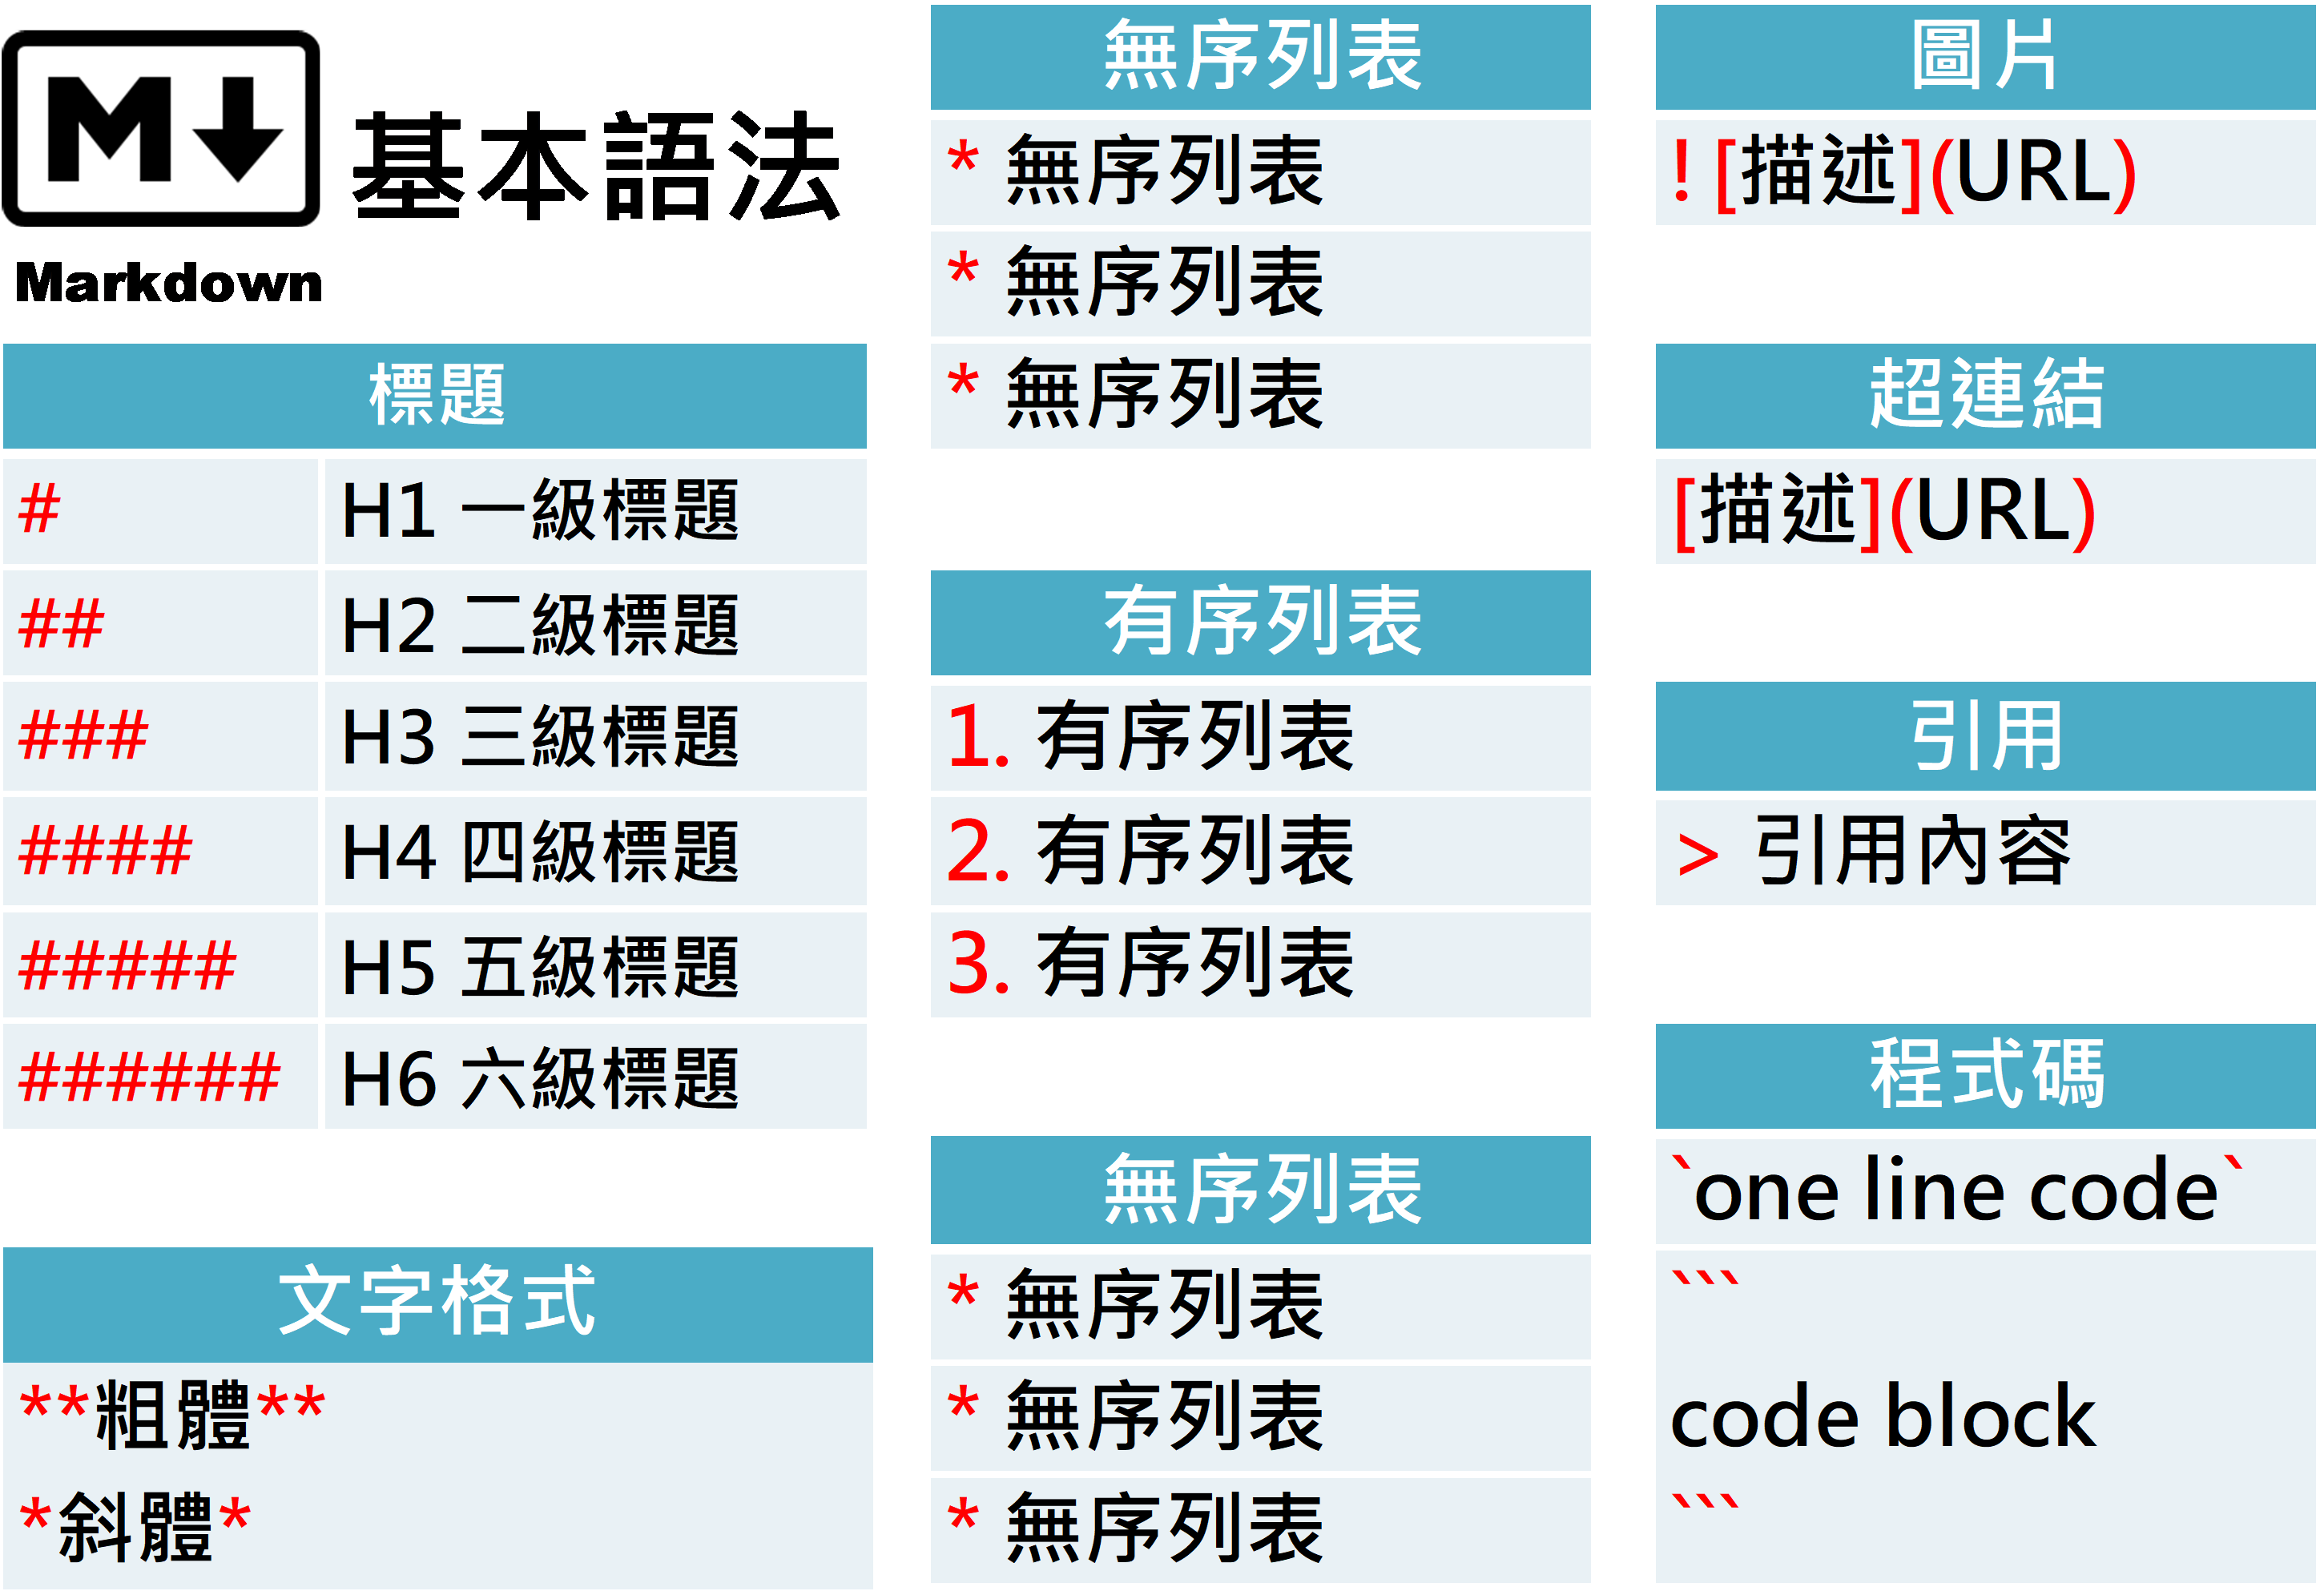 M
基本語法
Markdown
標題
# H1 一級標題
## H2 二級標題
### H3 三級標題
#### H4 四級標題
##### H5 五級標題
###### H6 六級標題
文字格式
**粗體**
*斜體*
無序列表
* 無序列表
* 無序列表
* 無序列表
有序列表
1. 有序列表
2. 有序列表
3. 有序列表
無序列表
* 無序列表
* 無序列表
* 無序列表
圖片
![描述](URL)
超連結
[描述](URL)
引用
> 引用內容
程式碼
`one line code`
```
code block
```